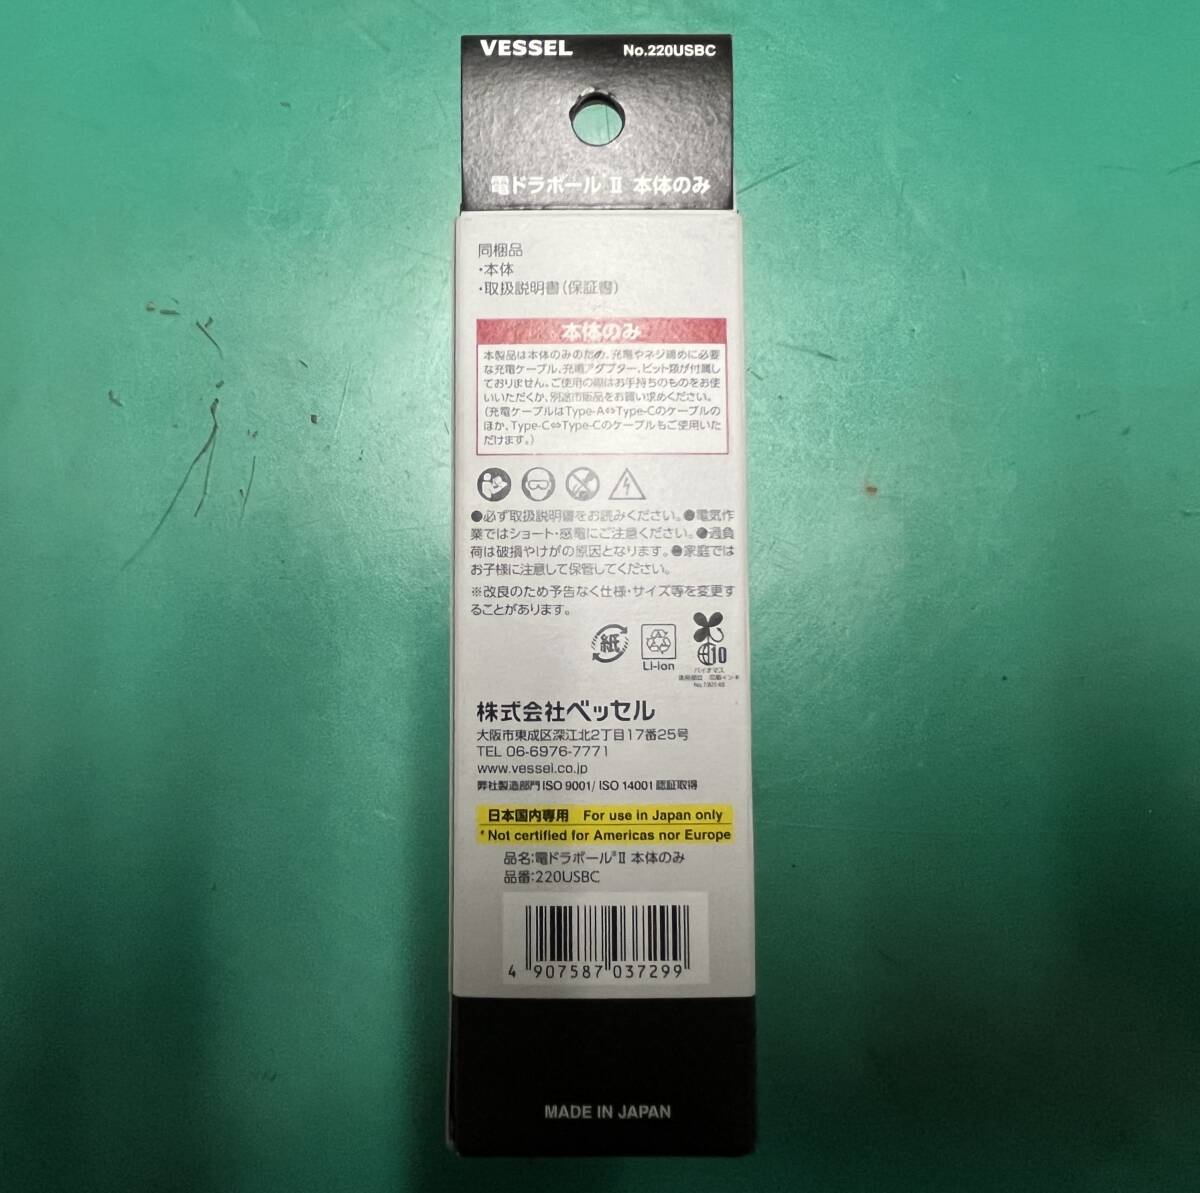 VESSEL No.220USBC
電ドラボール®Ⅱ 本体のみ
同梱品
・本体
・取扱説明書(保証書)
本体のみ
本製品は本体のみのため、充電やネジ締めに必要
な充電ケーブル、充電アダプター、ビット類が付属し
ておりません。ご使用の際はお手持ちのものをお使
いいただくか、別途市販品をお買い求めください。
(充電ケーブルはType-A⇔Type-Cのケーブルの
ほか、Type-C⇔Type-Cのケーブルもご使用いた
だけます。)
●必ず取扱説明書をお読みください。●電気作
業ではショート・感電にご注意ください。●過負
荷は破損やけがの原因となります。●家庭では
お子様に注意して保管してください。
※改良のため予告なく仕様・サイズ等を変更す
ることがあります。
紙
Li-ion
10
バイオマス
印刷インキ
株式会社ベッセル
大阪市東成区深江北2丁目17番25号
TEL 06-6976-7771
www.vessel.co.jp
弊社製造部門 ISO 9001/ ISO 14001 認証取得
日本国内専用 For use in Japan only
* Not certified for Americas nor Europe
品名:電ドラボール®Ⅱ 本体のみ
品番:220USBC
4 907587 037299
MADE IN JAPAN